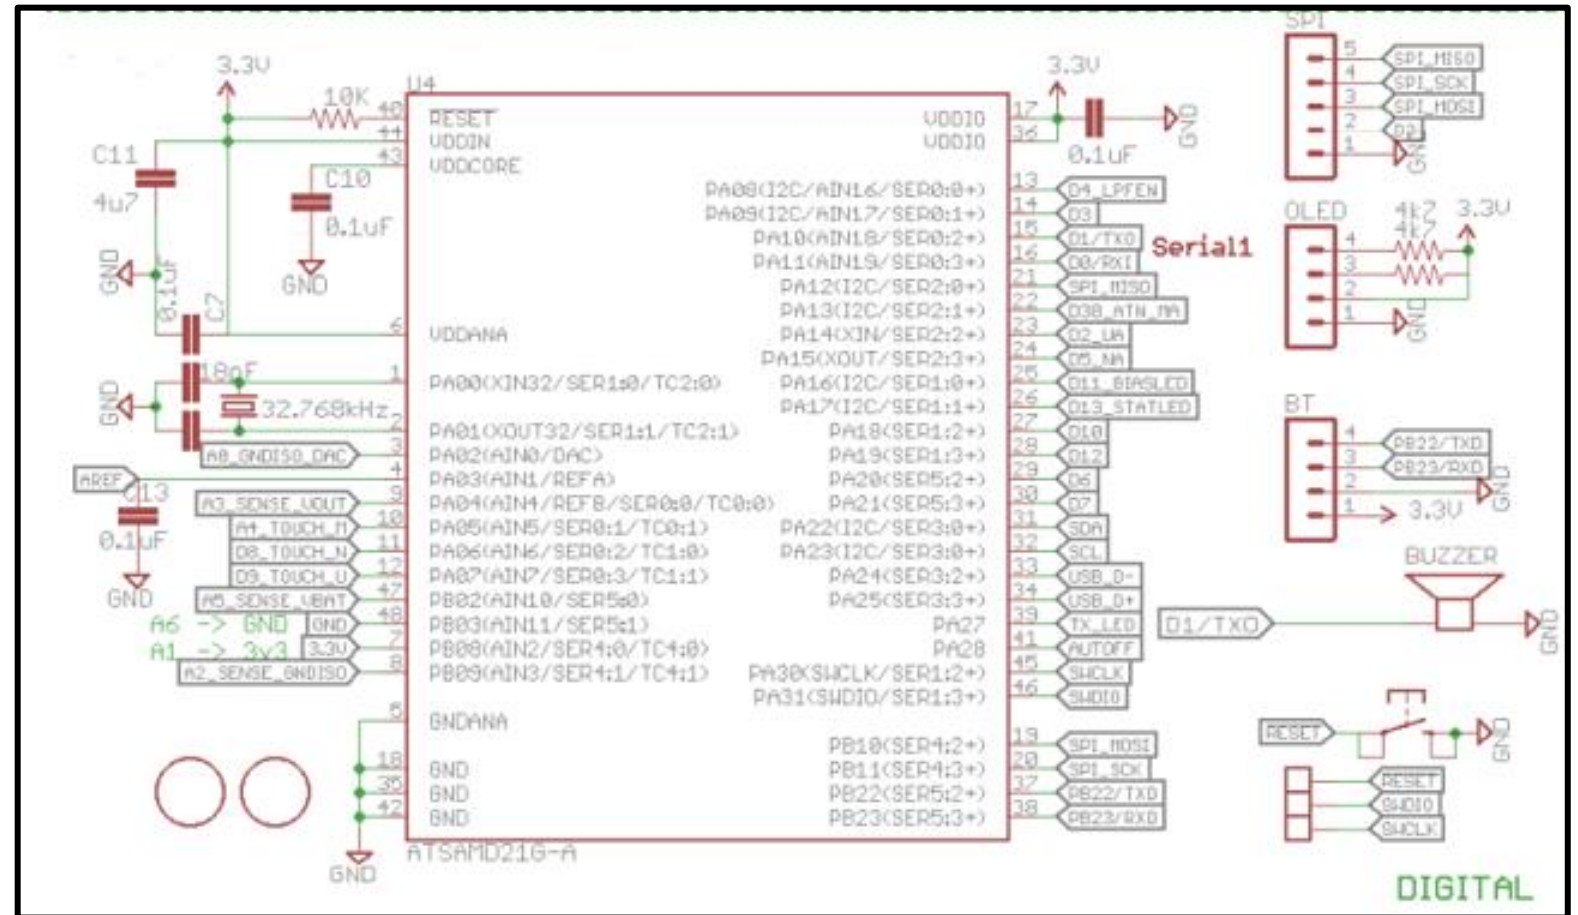 SPI
3.3V
3.3V
U4
10K
40
RESET
44
VDDIN
43
VDDCORE
C11
4u7
C10
0.1uF
GND
GND
0.1uF
C7
6
VDDANA
18pF
1
PA00(XIN32/SER1:0/TC2:0)
GND
32.768kHz
2
PA01(XOUT32/SER1:1/TC2:1)
A0_GNDISO_DAC
3
PA02(AIN0/DAC)
AREF
4
PA03(AIN1/REFA)
C13
0.1uF
GND
A3_SENSE_VOUT
9
PA04(AIN4/REFB/SER0:0/TC0:0)
A4_TOUCH_M
10
PA05(AIN5/SER0:1/TC0:1)
D8_TOUCH_N
11
PA06(AIN6/SER0:2/TC1:0)
D9_TOUCH_U
12
PA07(AIN7/SER0:3/TC1:1)
A5_SENSE_VBAT
47
PB02(AIN10/SER5:0)
A6 -> GND
GND
48
PB03(AIN11/SER5:1)
A1 -> 3v3
3.3V
7
PB08(AIN2/SER4:0/TC4:0)
A2_SENSE_GNDISO
8
PB09(AIN3/SER4:1/TC4:1)
5
GNDANA
18
GND
35
GND
42
GND
GND
ATSAMD21G-A
VDDIO
17
VDDIO
36
0.1uF
GND
PA08(I2C/AIN16/SER0:0+)
13
D4_LPFEN
PA09(I2C/AIN17/SER0:1+)
14
D3
PA10(AIN18/SER0:2+)
15
D1/TXO
PA11(AIN19/SER0:3+)
16
D0/RXI
Serial1
PA12(I2C/SER2:0+)
21
SPI_MISO
PA13(I2C/SER2:1+)
22
D38_ATN_MA
PA14(XIN/SER2:2+)
23
D2_UA
PA15(XOUT/SER2:3+)
24
D5_NA
PA16(I2C/SER1:0+)
25
D11_BIASLED
PA17(I2C/SER1:1+)
26
D13_STATLED
PA18(SER1:2+)
27
D10
PA19(SER1:3+)
28
D12
PA20(SER5:2+)
29
D6
PA21(SER5:3+)
30
D7
PA22(I2C/SER3:0+)
31
SDA
PA23(I2C/SER3:0+)
32
SCL
PA24(SER3:2+)
33
USB_D-
PA25(SER3:3+)
34
USB_D+
PA27
39
TX_LED
PA28
41
AUTOFF
PA30(SWCLK/SER1:2+)
45
SWCLK
PA31(SWDIO/SER1:3+)
46
SWDIO
PB10(SER4:2+)
19
SPI_MOSI
PB11(SER4:3+)
20
SPI_SCK
PB22(SER5:2+)
37
PB22/TXD
PB23(SER5:3+)
38
PB23/RXD
5
SPI_MISO
4
SPI_SCK
3
SPI_MOSI
2
1
GND
OLED
4k7
3.3V
4k7
4
3
2
1
GND
BT
4
PB22/TXD
3
PB23/RXD
2
GND
1
3.3V
BUZZER
D1/TXO
GND
RESET
GND
RESET
SWDIO
SWCLK
DIGITAL